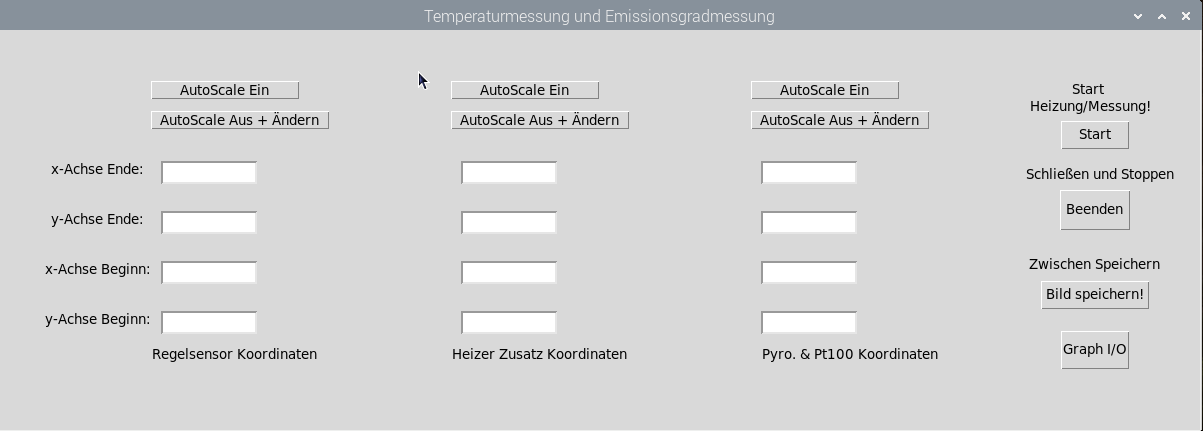 Temperaturmessung und Emissionsgradmessung
AutoScale Ein
AutoScale Ein
AutoScale Ein
Start
Heizung/Messung!
AutoScale Aus + Ändern
AutoScale Aus + Ändern
AutoScale Aus + Ändern
Start
x-Achse Ende:
Schließen und Stoppen
Beenden
y-Achse Ende:
Zwischen Speichern
x-Achse Beginn:
Bild speichern!
y-Achse Beginn:
Graph I/O
Regelsensor Koordinaten
Heizer Zusatz Koordinaten
Pyro. & Pt100 Koordinaten